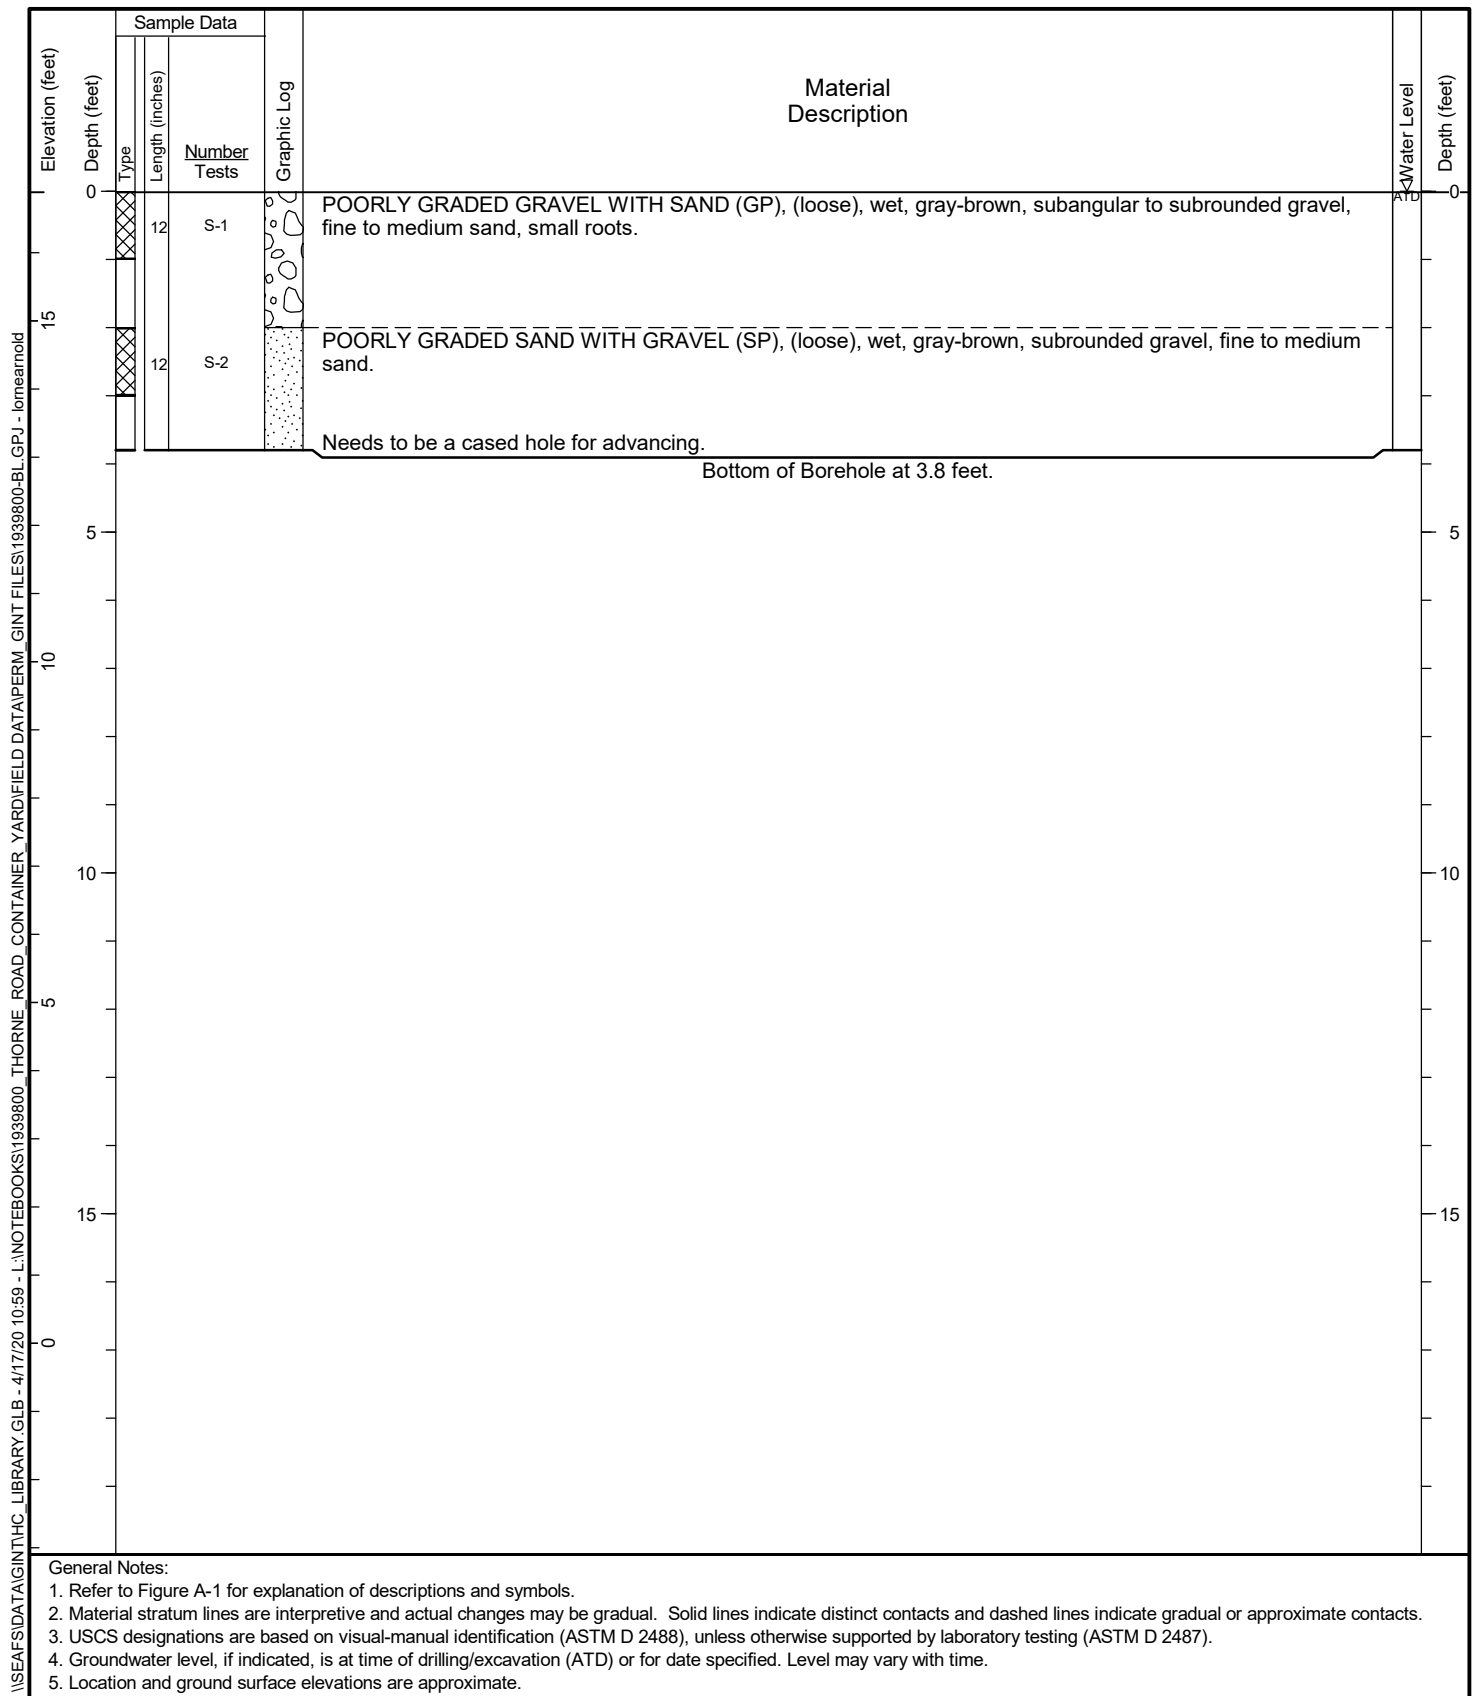 Sample Data
Elevation (feet)
Depth (feet)
Type
Length (inches)
Number
Tests
Graphic Log
Material
Description
Water Level
Depth (feet)
0
12
S-1
POORLY GRADED GRAVEL WITH SAND (GP), (loose), wet, gray-brown, subangular to subrounded gravel,
fine to medium sand, small roots.
ATD
0
15
12
S-2
POORLY GRADED SAND WITH GRAVEL (SP), (loose), wet, gray-brown, subrounded gravel, fine to medium
sand.
Needs to be a cased hole for advancing.
Bottom of Borehole at 3.8 feet.
5
5
10
10
10
5
15
15
0
\\SEAFS\DATA\GINT\HC_LIBRARY.GLB - 4/17/20 10:59 - L:\NOTEBOOKS\1939800_THORNE_ROAD_CONTAINER_YARD\FIELD DATA\PERM_GINT FILES\1939800-BL.GPJ - lornearnold
General Notes:
1. Refer to Figure A-1 for explanation of descriptions and symbols.
2. Material stratum lines are interpretive and actual changes may be gradual. Solid lines indicate distinct contacts and dashed lines indicate gradual or approximate contacts.
3. USCS designations are based on visual-manual identification (ASTM D 2488), unless otherwise supported by laboratory testing (ASTM D 2487).
4. Groundwater level, if indicated, is at time of drilling/excavation (ATD) or for date specified. Level may vary with time.
5. Location and ground surface elevations are approximate.